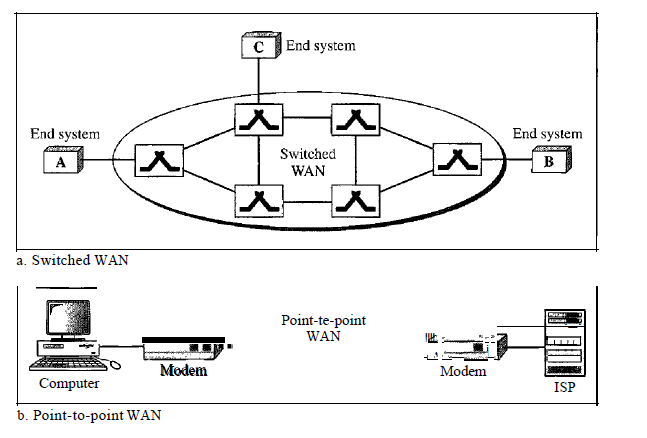 C End system
End system
A
Switched
WAN
End system
B
a. Switched WAN
Point-te-point
WAN
Computer
Modem
Modem
ISP
b. Point-to-point WAN